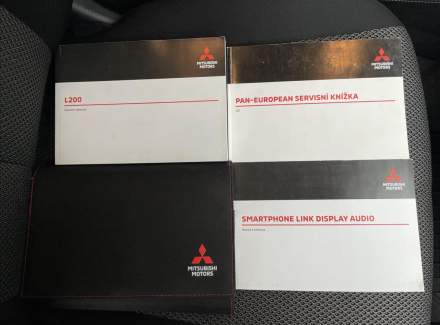 MITSUBISHI
MOTORS
L200
MITSUBISHI
MOTORS
PAN-EUROPEAN SERVISNÍ KNÍŽKA
MITSUBISHI
MOTORS
MITSUBISHI
MOTORS
SMARTPHONE LINK DISPLAY AUDIO